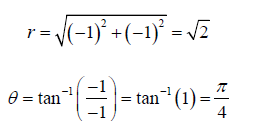 r = √((-1)² + (-1)²) = √2
θ = tan⁻¹(-1/-1) = tan⁻¹(1) = π/4